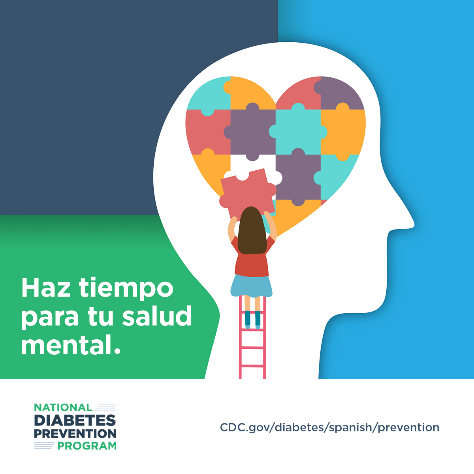 Haz tiempo
para tu salud
mental.
NATIONAL
DIABETES
PREVENTION
PROGRAM
CDC.gov/diabetes/spanish/prevention